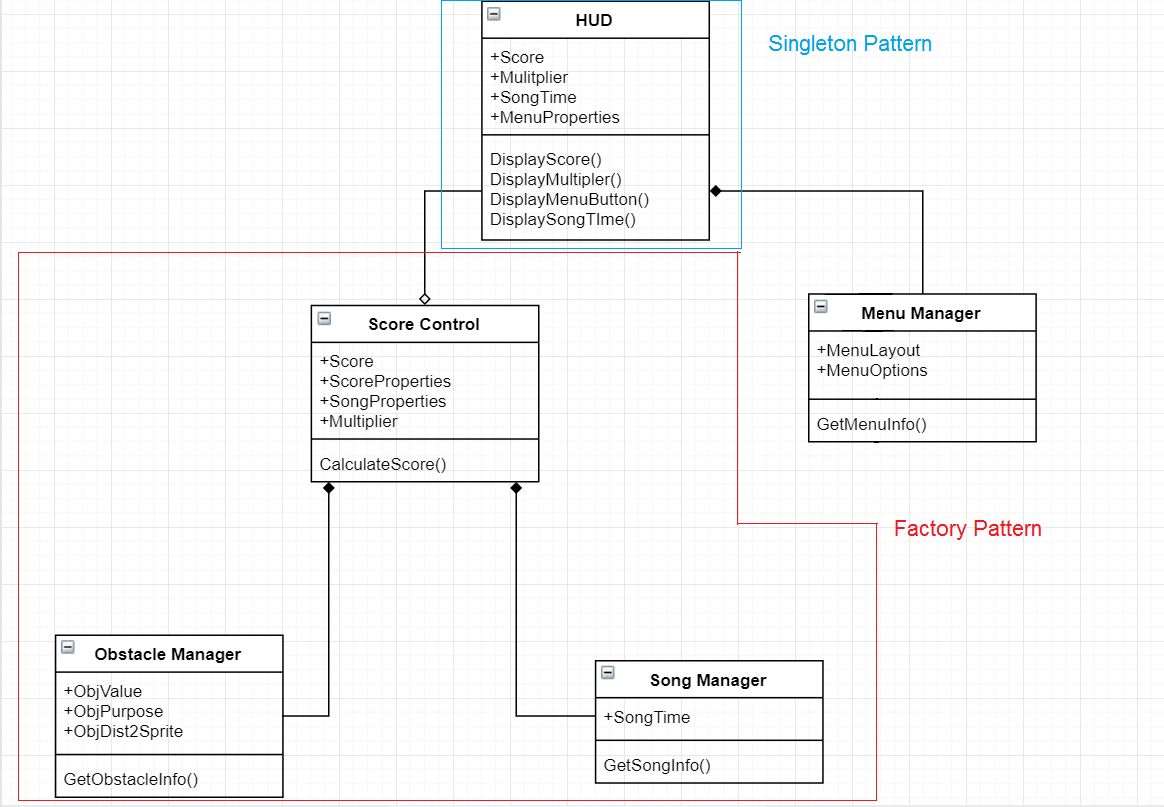 HUD
+Score
+Mulitplier
+SongTime
+MenuProperties
DisplayScore()
DisplayMultipler()
DisplayMenuButton()
DisplaySongTIme()
Singleton Pattern
Score Control
+Score
+ScoreProperties
+SongProperties
+Multiplier
CalculateScore()
Menu Manager
+MenuLayout
+MenuOptions
GetMenuInfo()
Factory Pattern
Obstacle Manager
+ObjValue
+ObjPurpose
+ObjDist2Sprite
GetObstacleInfo()
Song Manager
+SongTime
GetSongInfo()